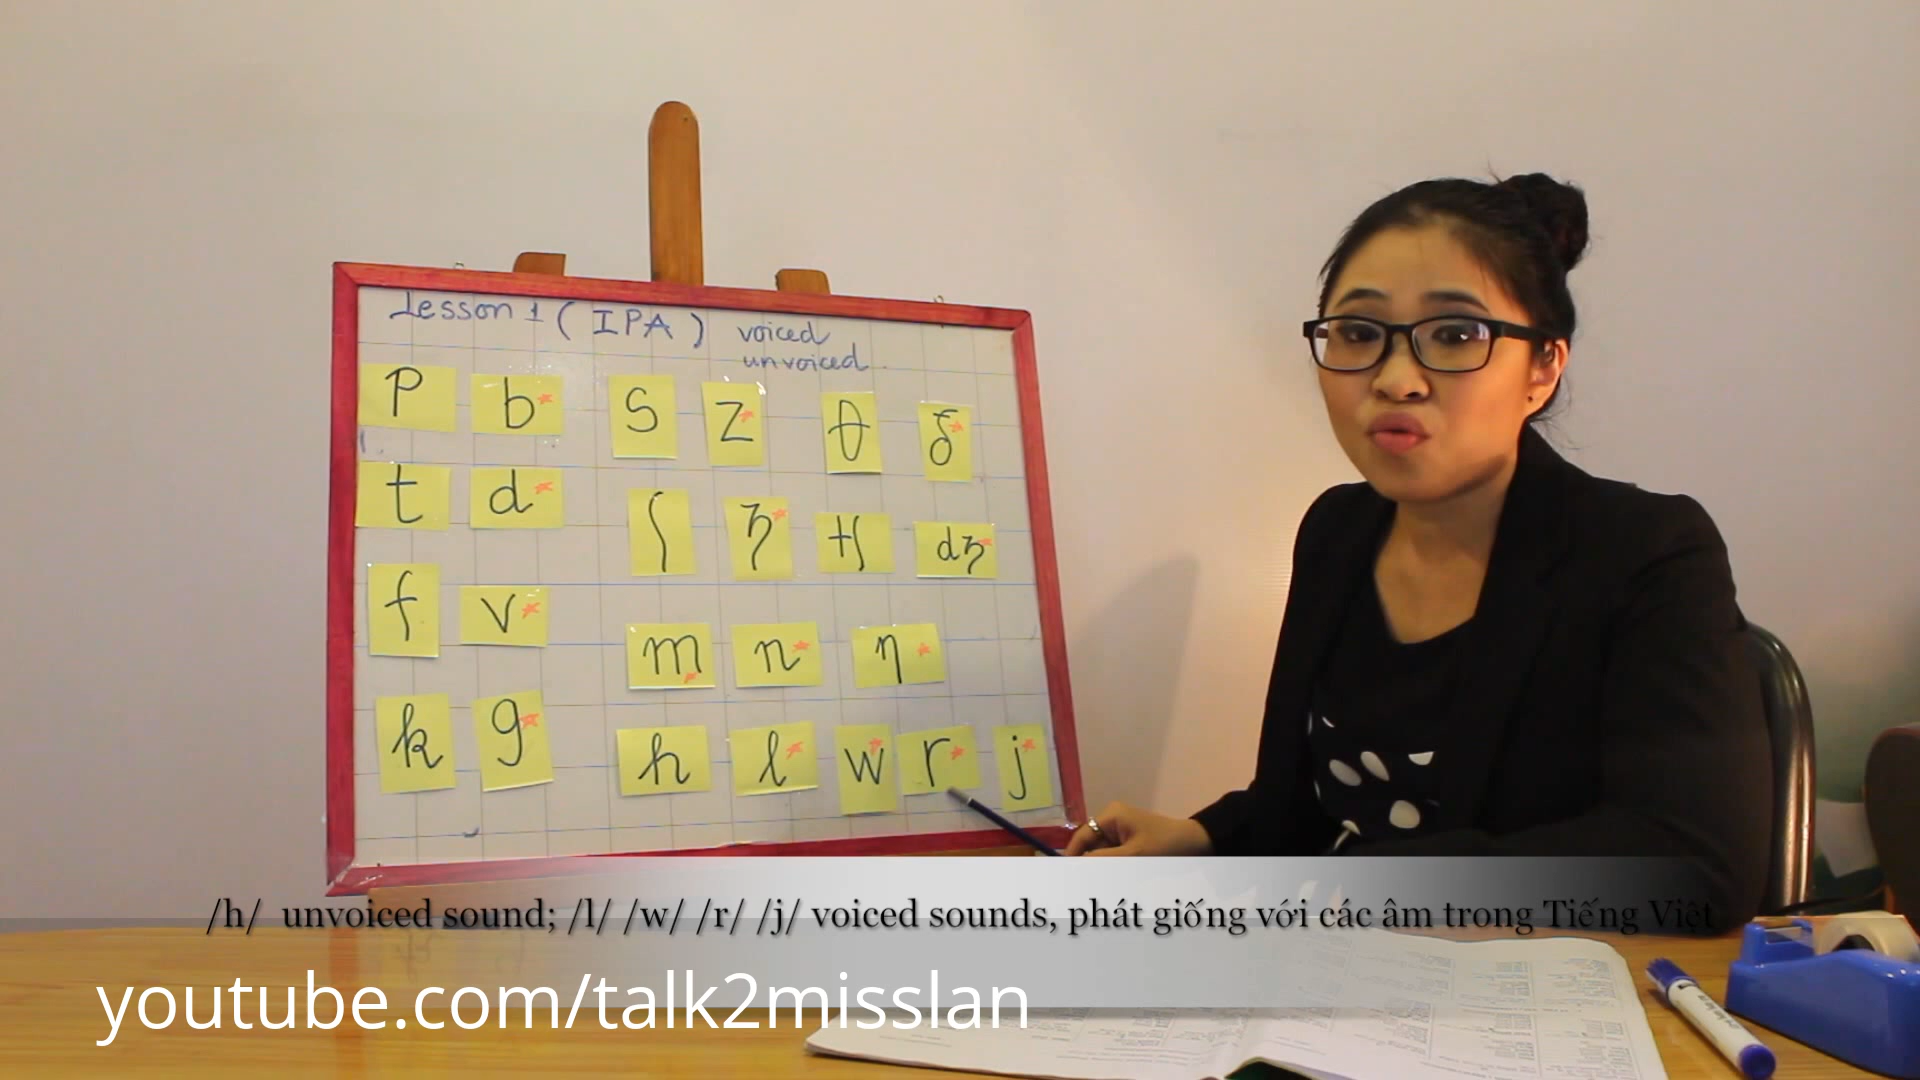 Lesson 1 ( IPA ) voiced
unvoiced
p b s z θ ð
t d ʃ ʒ tʃ dʒ
f v m n η
k g h l w r j
/h/ unvoiced sound; /l/ /w/ /r/ /j/ voiced sounds, phát giống với các âm trong Tiếng Việt
youtube.com/talk2misslan